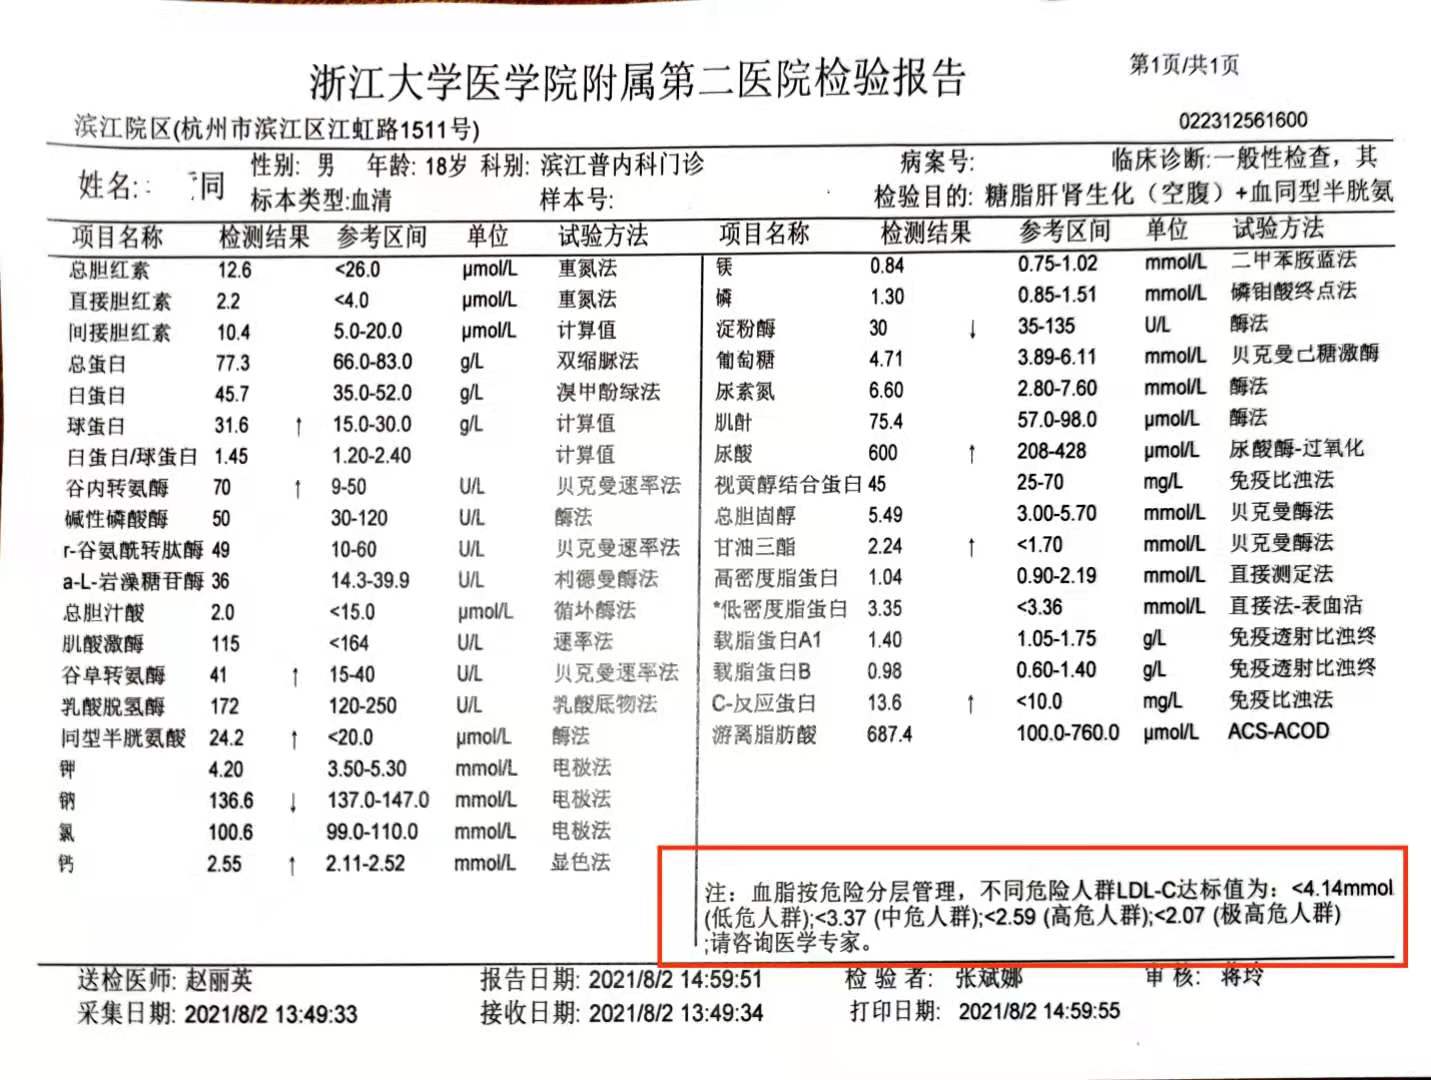 浙江大学医学院附属第二医院检验报告
第1页/共1页
滨江院区(杭州市滨江区江虹路1511号)
022312561600
姓名: 同 性别: 男 年龄: 18岁 科别: 滨江普内科门诊 病案号: 临床诊断:一般性检查，其
标本类型:血清 样本号: 检验目的: 糖脂肝肾生化（空腹）+血同型半胱氨
项目名称 检测结果 参考区间 单位 试验方法 项目名称 检测结果 参考区间 单位 试验方法
总胆红素 12.6 <26.0 μmol/L 重氮法 镁 0.84 0.75-1.02 mmol/L 二甲苯胺蓝法
直接胆红素 2.2 <4.0 μmol/L 重氮法 磷 1.30 0.85-1.51 mmol/L 磷钼酸终点法
间接胆红素 10.4 5.0-20.0 μmol/L 计算值 淀粉酶 30 ↓ 35-135 U/L 酶法
总蛋白 77.3 66.0-83.0 g/L 双缩脲法 葡萄糖 4.71 3.89-6.11 mmol/L 贝克曼己糖激酶
白蛋白 45.7 35.0-52.0 g/L 溴甲酚绿法 尿素氮 6.60 2.80-7.60 mmol/L 酶法
球蛋白 31.6 ↑ 15.0-30.0 g/L 计算值 肌酐 75.4 57.0-98.0 μmol/L 酶法
白蛋白/球蛋白 1.45 1.20-2.40 计算值 尿酸 600 ↑ 208-428 μmol/L 尿酸酶-过氧化
谷丙转氨酶 70 ↑ 9-50 U/L 贝克曼速率法 视黄醇结合蛋白 45 25-70 mg/L 免疫比浊法
碱性磷酸酶 50 30-120 U/L 酶法 总胆固醇 5.49 3.00-5.70 mmol/L 贝克曼酶法
r-谷氨酰转肽酶 49 10-60 U/L 贝克曼速率法 甘油三酯 2.24 ↑ <1.70 mmol/L 贝克曼酶法
a-L-岩藻糖苷酶 36 14.3-39.9 U/L 利德曼酶法 高密度脂蛋白 1.04 0.90-2.19 mmol/L 直接测定法
总胆汁酸 2.0 <15.0 μmol/L 循环酶法 *低密度脂蛋白 3.35 <3.36 mmol/L 直接法-表面活
肌酸激酶 115 <164 U/L 速率法 载脂蛋白A1 1.40 1.05-1.75 g/L 免疫透射比浊终
谷草转氨酶 41 ↑ 15-40 U/L 贝克曼速率法 载脂蛋白B 0.98 0.60-1.40 g/L 免疫透射比浊终
乳酸脱氢酶 172 120-250 U/L 乳酸底物法 C-反应蛋白 13.6 ↑ <10.0 mg/L 免疫比浊法
同型半胱氨酸 24.2 ↑ <20.0 μmol/L 酶法 游离脂肪酸 687.4 100.0-760.0 μmol/L ACS-ACOD
钾 4.20 3.50-5.30 mmol/L 电极法
钠 136.6 ↓ 137.0-147.0 mmol/L 电极法
氯 100.6 99.0-110.0 mmol/L 电极法
钙 2.55 ↑ 2.11-2.52 mmol/L 显色法
注：血脂按危险分层管理，不同危险人群LDL-C达标值为：<4.14mmol
(低危人群);<3.37 (中危人群);<2.59 (高危人群);<2.07 (极高危人群)
;请咨询医学专家。
送检医师: 赵丽英 报告日期: 2021/8/2 14:59:51 检 验 者: 张斌娜 审 核: 蒋玲
采集日期: 2021/8/2 13:49:33 接收日期: 2021/8/2 13:49:34 打印日期: 2021/8/2 14:59:55